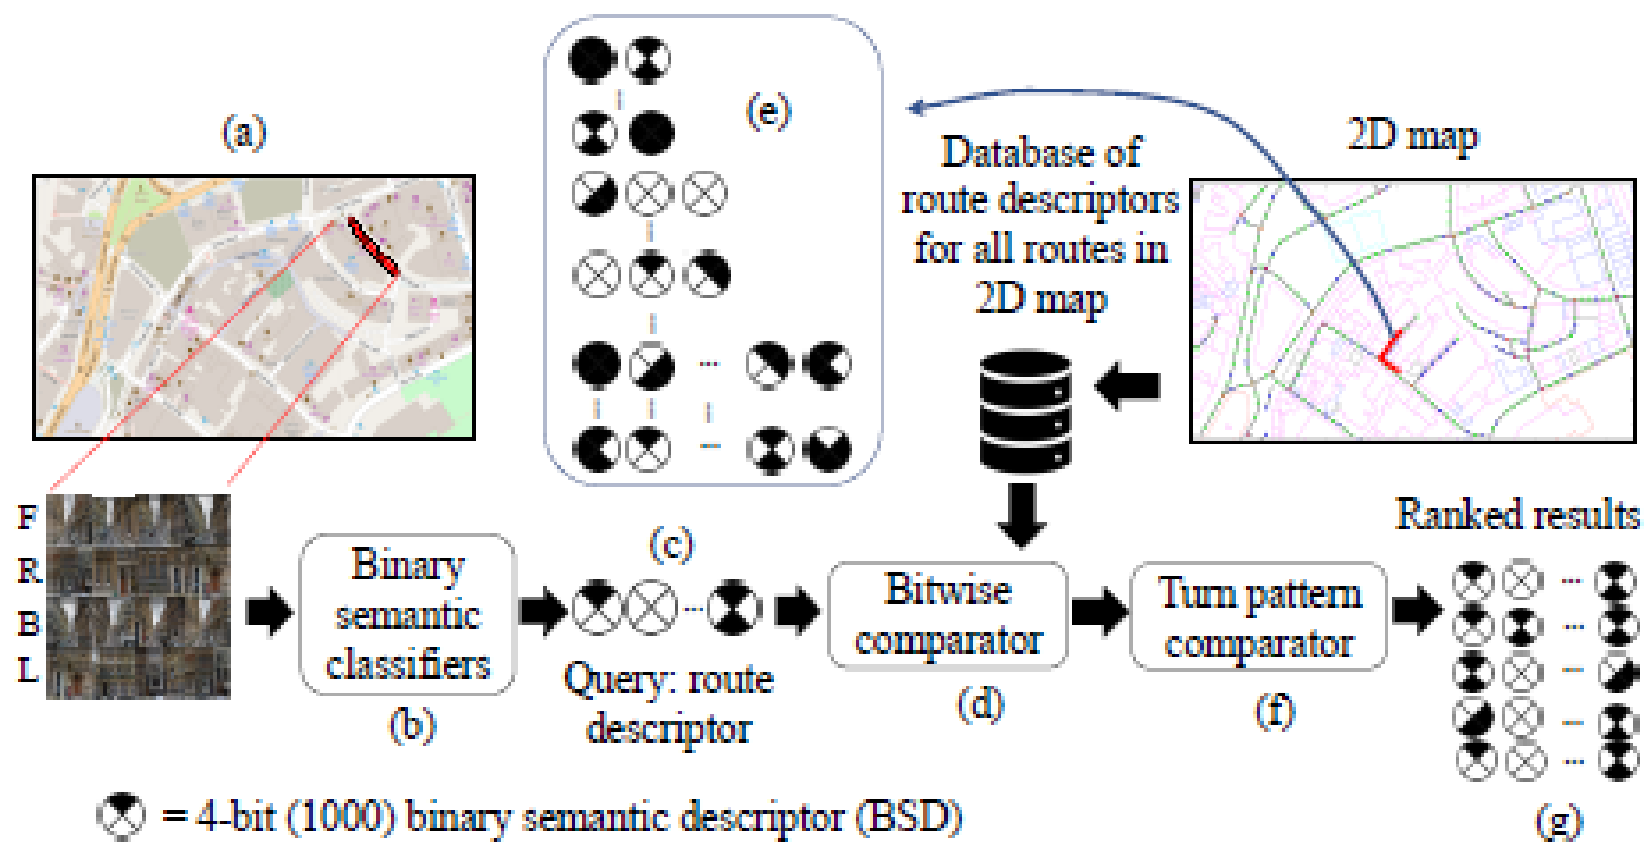 (a)
(e)
2D map
Database of
route descriptors
for all routes in
2D map
F
R
B
L
(c)
Ranked results
Binary
semantic
classifiers
...
Bitwise
comparator
Turn pattern
comparator
Query: route
descriptor
(b)
(d)
(f)
(g)
= 4-bit (1000) binary semantic descriptor (BSD)